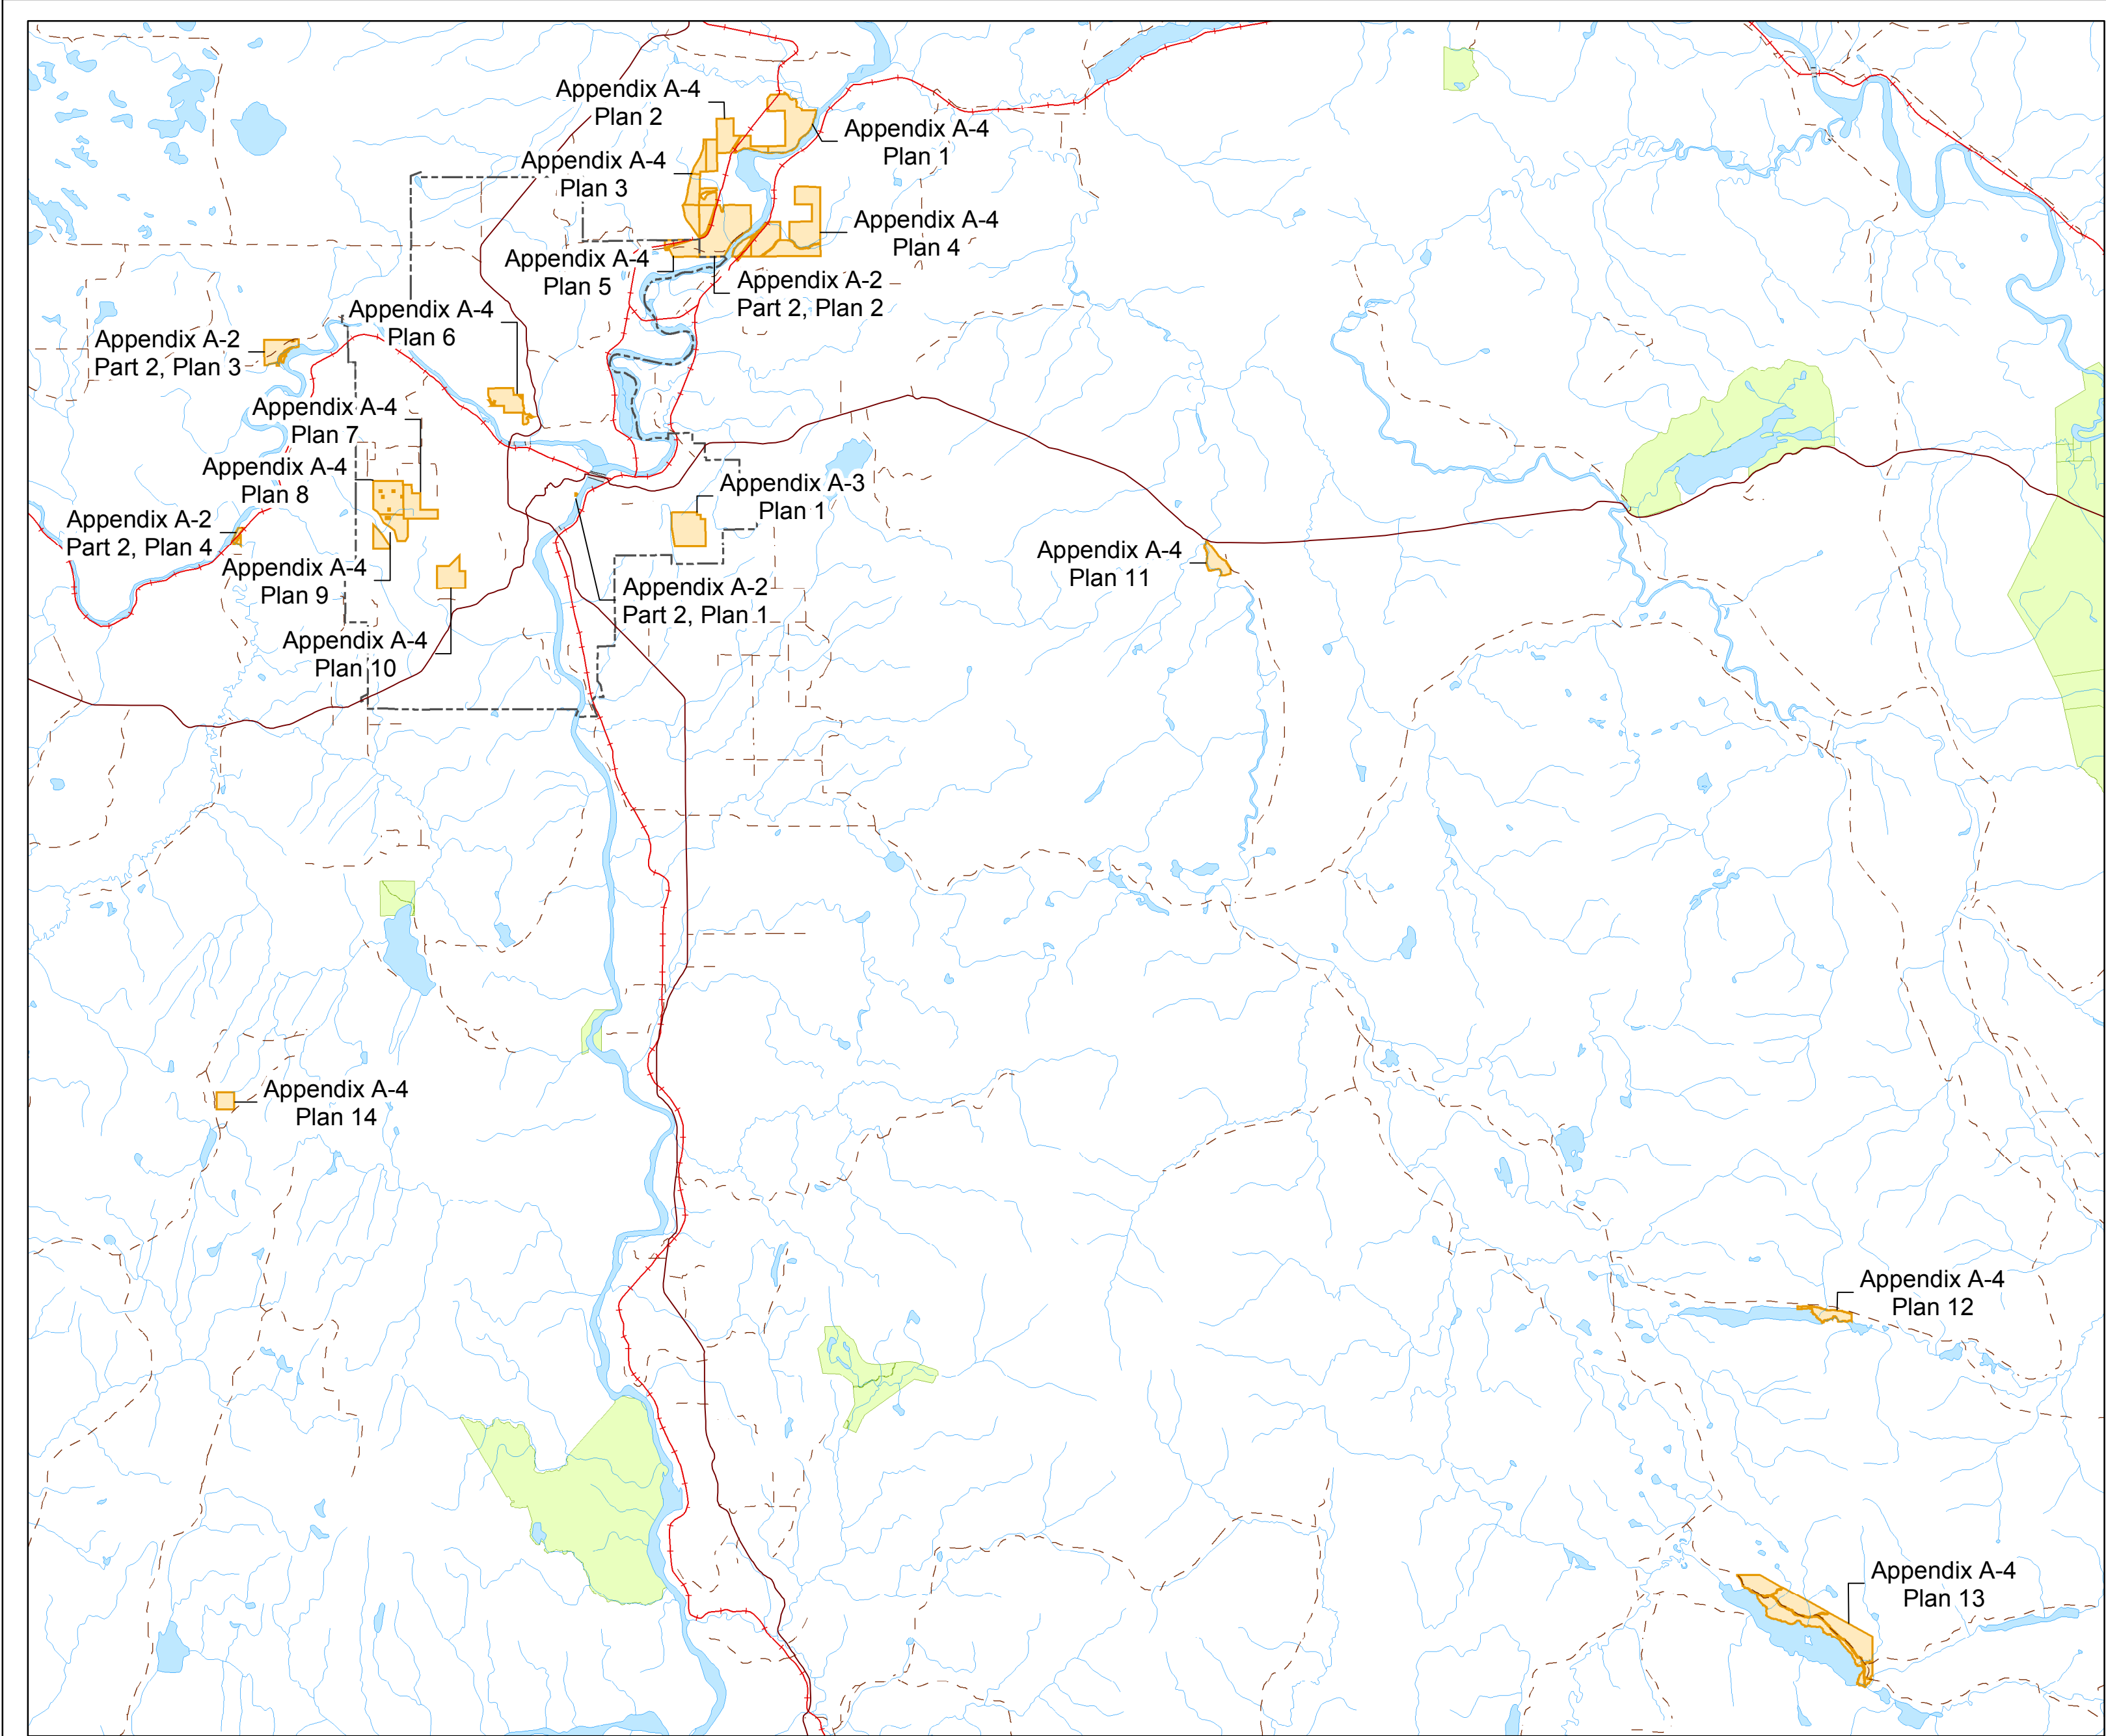 Appendix A-4
Plan 2
Appendix A-4
Plan 1
Appendix A-4
Plan 3
Appendix A-4
Plan 4
Appendix A-4
Plan 5
Appendix A-2
Part 2, Plan 2
Appendix A-4
Plan 6
Appendix A-2
Part 2, Plan 3
Appendix A-4
Plan 7
Appendix A-4
Plan 8
Appendix A-3
Plan 1
Appendix A-2
Part 2, Plan 4
Appendix A-4
Plan 11
Appendix A-4
Plan 9
Appendix A-2
Part 2, Plan 1
Appendix A-4
Plan 10
Appendix A-4
Plan 14
Appendix A-4
Plan 12
Appendix A-4
Plan 13